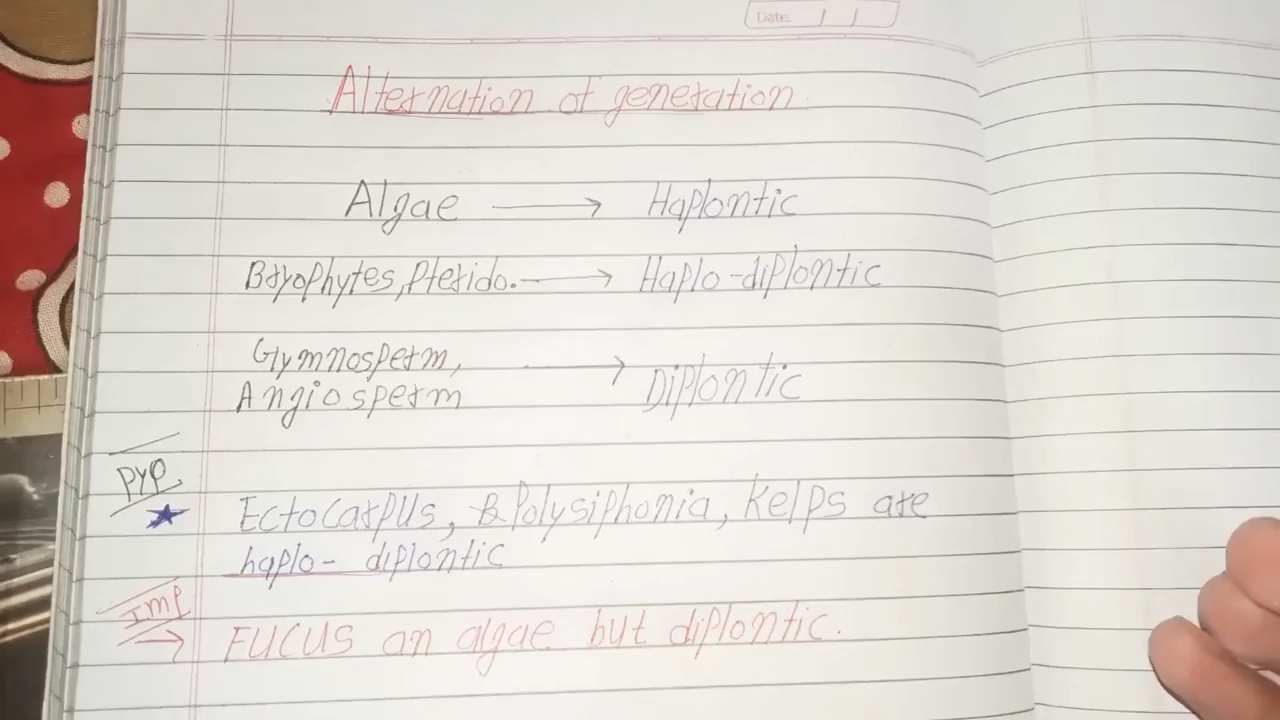 Date
Alternation of generation
Algae → Haplontic
Bryophytes, Pterido. → Haplo-diplontic
Gymnosperm,
Angiosperm → Diplontic
PYQ
★ Ectocarpus, & Polysiphonia, Kelps are
haplo- diplontic
Imp
→ FUCUS an algae but diplontic.